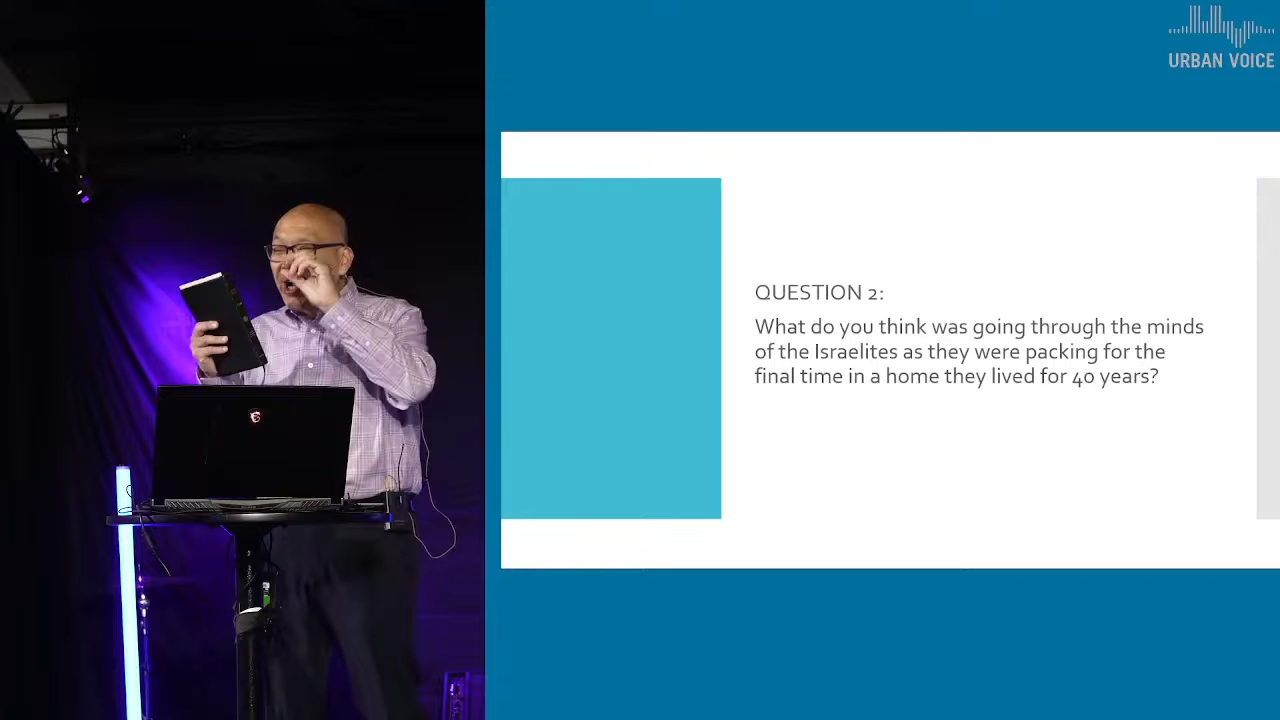 URBAN VOICE
QUESTION 2:
What do you think was going through the minds
of the Israelites as they were packing for the
final time in a home they lived for 40 years?